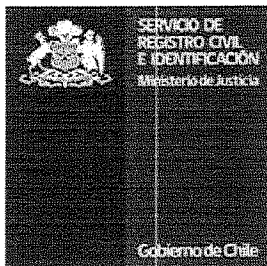 SERVICIO DE
REGISTRO CIVIL
E IDENTIFICACIÓN
Ministerio de Justicia
Gobierno de Chile